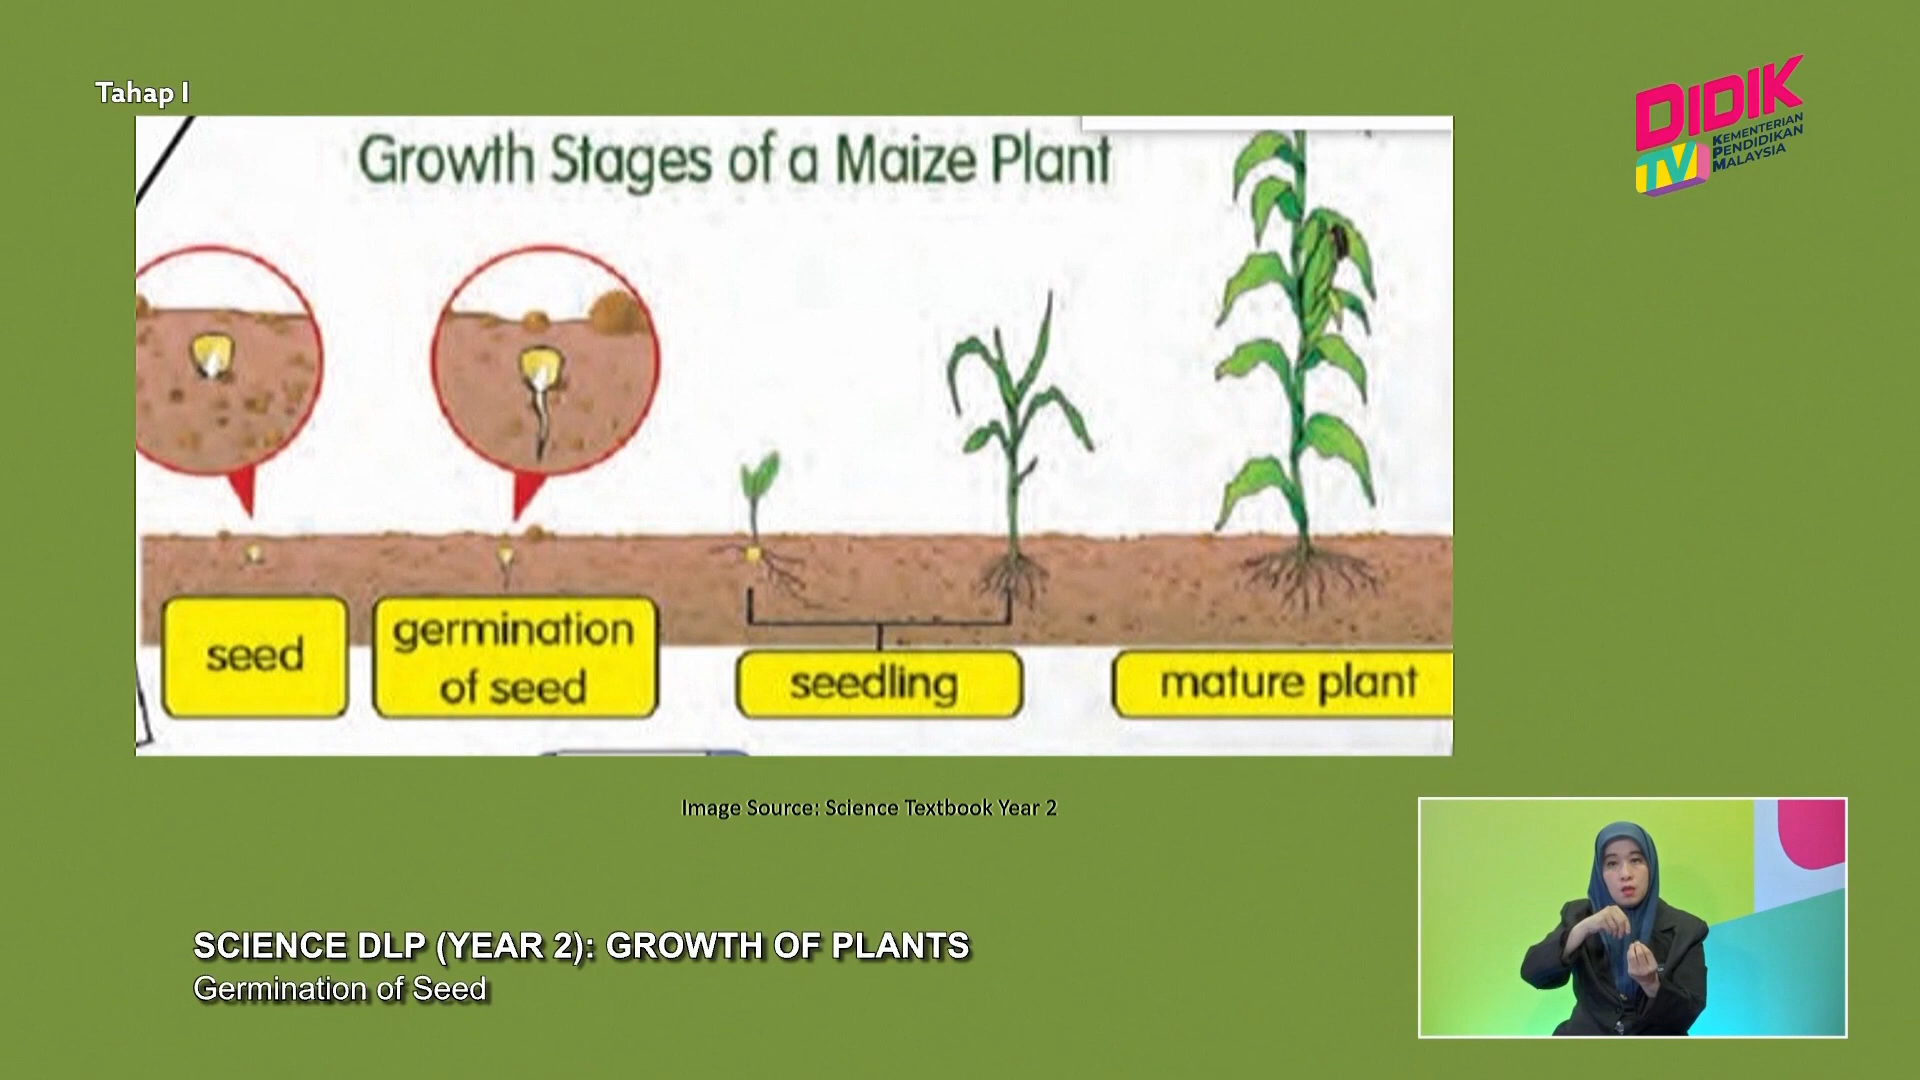 Tahap I
DIDIK
TV
KEMENTERIAN
PENDIDIKAN
MALAYSIA
Growth Stages of a Maize Plant
seed
germination
of seed
seedling
mature plant
Image Source: Science Textbook Year 2
SCIENCE DLP (YEAR 2): GROWTH OF PLANTS
Germination of Seed